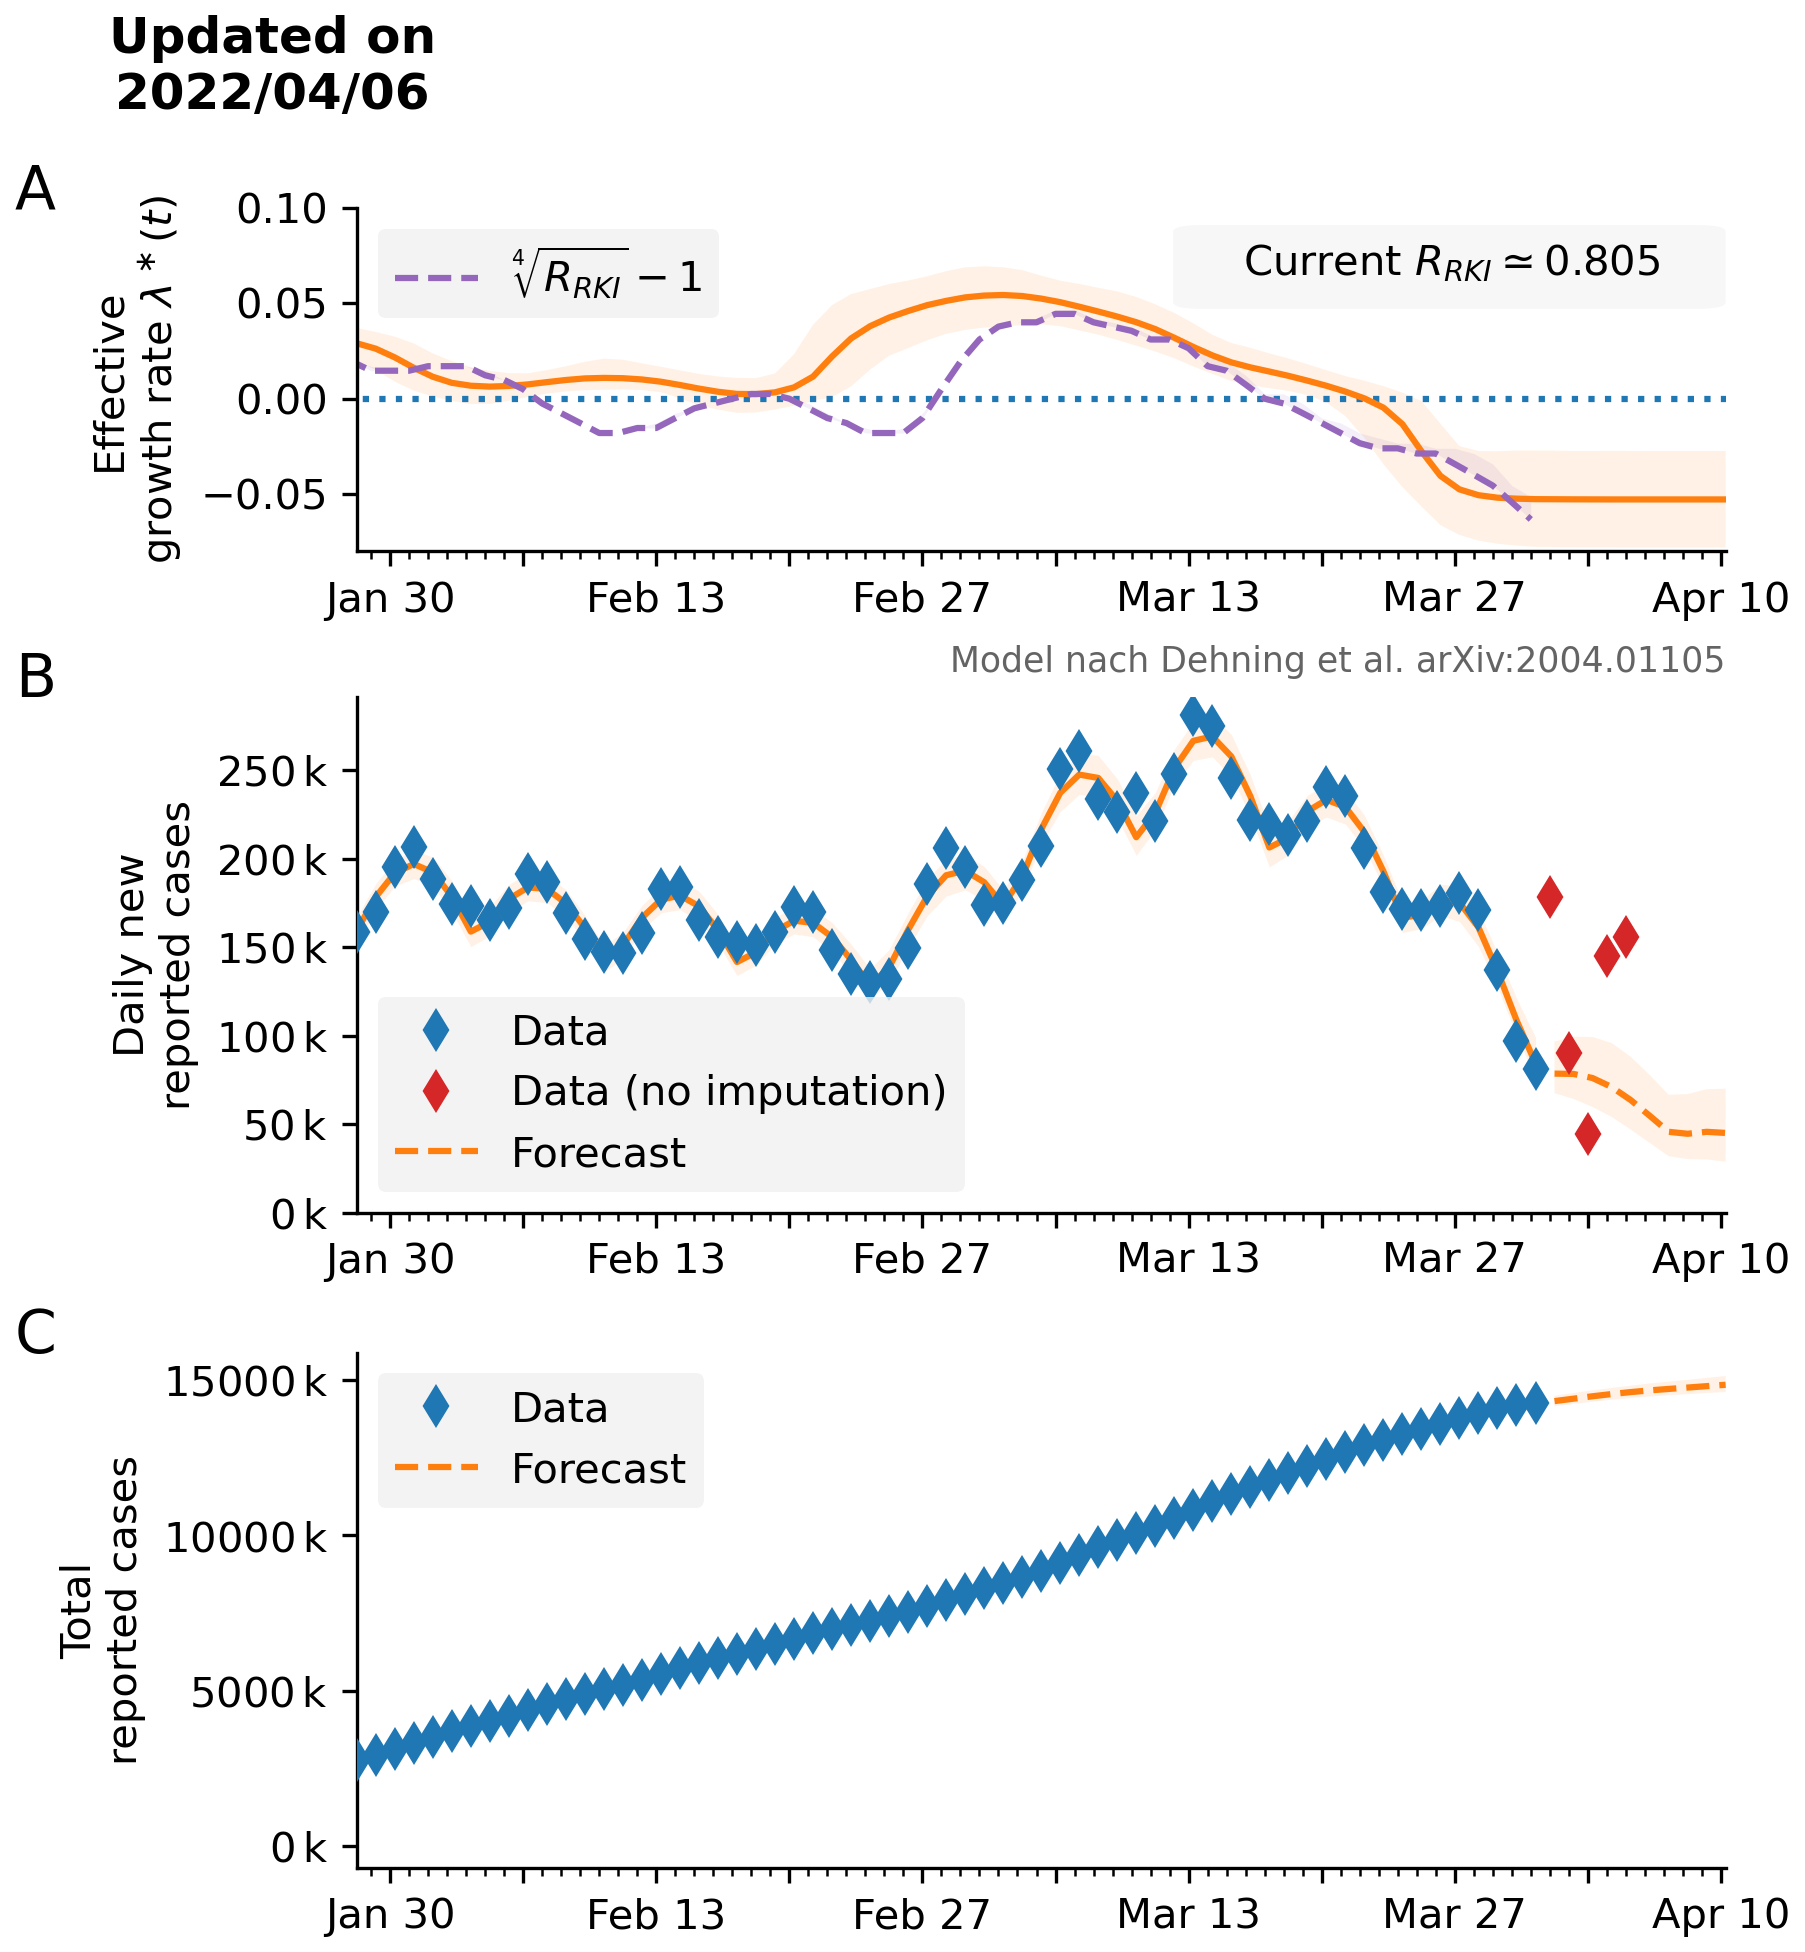 Updated on
2022/04/06
A
Effective
growth rate λ * (t)
0.10
0.05
0.00
−0.05
∜R_RKI − 1
Current R_RKI ≃ 0.805
Jan 30
Feb 13
Feb 27
Mar 13
Mar 27
Apr 10
Model nach Dehning et al. arXiv:2004.01105
B
Daily new
reported cases
250 k
200 k
150 k
100 k
50 k
0 k
Data
Data (no imputation)
Forecast
Jan 30
Feb 13
Feb 27
Mar 13
Mar 27
Apr 10
C
Total
reported cases
15000 k
10000 k
5000 k
0 k
Data
Forecast
Jan 30
Feb 13
Feb 27
Mar 13
Mar 27
Apr 10